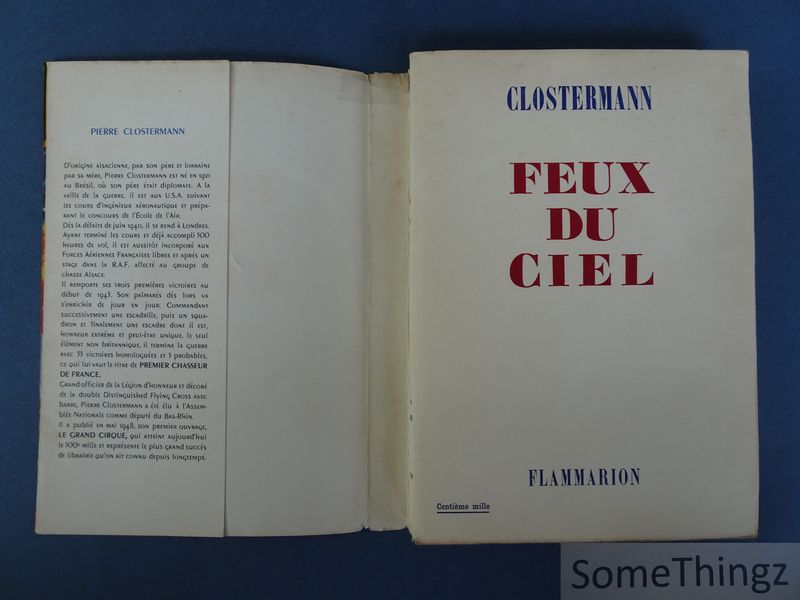 PIERRE CLOSTERMANN
D'origine alsacienne, par son père et lorraine
par sa mère, Pierre Clostermann est né en 1921
au Brésil, où son père était diplomate. A la
veille de la guerre, il est aux U.S.A. suivant
les cours d'ingénieur aéronautique et prépa-
rant le concours de l'École de l'Air.
Dès la défaite de juin 1940, il se rend à Londres.
Ayant terminé les cours et déjà accompli 500
heures de vol, il est aussitôt incorporé aux
Forces Aériennes Françaises libres et après un
stage dans la R.A.F. affecté au groupe de
chasse Alsace.
Il remporte ses trois premières victoires au
début de 1943. Son palmarès dès lors va
s'enrichir de jour en jour. Commandant
successivement une escadrille, puis un squa-
dron et finalement une escadre dont il est,
honneur extrême et peut-être unique, le seul
élément non britannique, il termine la guerre
avec 33 victoires homologuées et 5 probables,
ce qui lui vaut le titre de PREMIER CHASSEUR
DE FRANCE.
Grand officier de la Légion d'honneur et décoré
de la double Distinguished Flying Cross avec
barre, Pierre Clostermann a été élu à l'Assem-
blée Nationale comme député du Bas-Rhin.
Il a publié en mai 1948, son premier ouvrage,
LE GRAND CIRQUE, qui atteint aujourd'hui
le 300e mille et représente le plus grand succès
de librairie qu'on ait connu depuis longtemps.
CLOSTERMANN
FEUX
DU
CIEL
FLAMMARION
Centième mille
SomeThingz